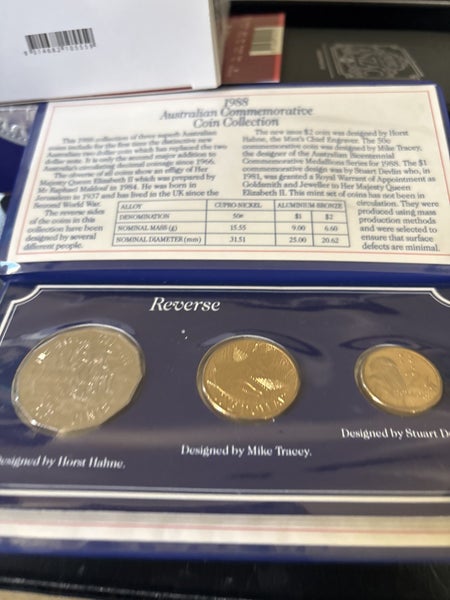 9 314682 105553
1988
Australian Commemorative
Coin Collection
This 1988 collection of three superb Australian
coins include for the first time the distinctive new
Australian two dollar coin which has replaced the two
dollar note. It is only the second major addition to
Australia's circulating decimal coinage since 1966.
The obverse of all coins show an effigy of Her
Majesty Queen Elizabeth II which was prepared by
Mr Raphael Maklouf in 1984. He was born in
Jerusalem in 1937 and has lived in the UK since the
Second World War.
The reverse sides
of the coins in this
collection have been
designed by several
different people.
The new issue $2 coin was designed by Horst
Hahne, the Mint's Chief Engraver. The 50c
commemorative coin was designed by Mike Tracey,
the designer of the Australian Bicentennial
Commemorative Medallions Series for 1988. The $1
commemorative design was by Stuart Devlin who, in
1981, was granted a Royal Warrant of Appointment as
Goldsmith and Jeweller to Her Majesty Queen
Elizabeth II. This mint set of coins has not been in
circulation. They were
produced using mass
production methods
and were selected to
ensure that surface
defects are minimal.
ALLOY CUPRO-NICKEL ALUMINIUM-BRONZE
DENOMINATION 50¢ $1 $2
NOMINAL MASS (g) 15.55 9.00 6.60
NOMINAL DIAMETER (mm) 31.51 25.00 20.62
Reverse
Designed by Horst Hahne.
Designed by Mike Tracey.
Designed by Stuart D